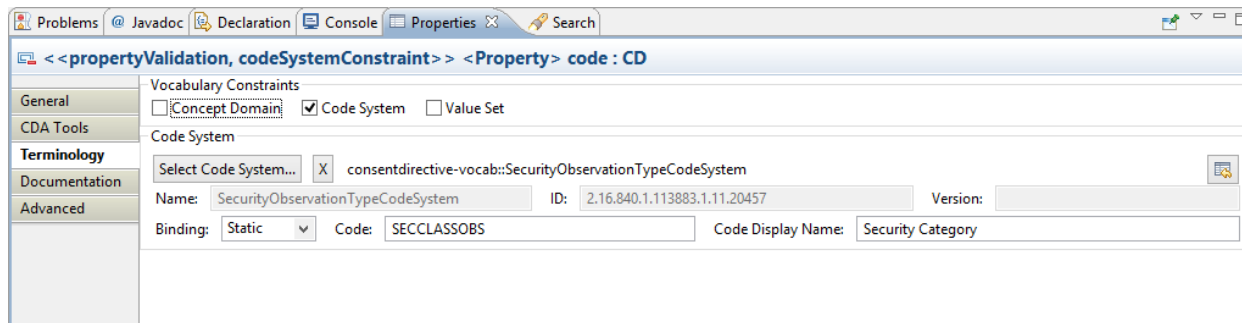 Problems @ Javadoc Declaration Console Properties Search
<<propertyValidation, codeSystemConstraint>> <Property> code : CD
General
CDA Tools
Terminology
Documentation
Advanced
Vocabulary Constraints
Concept Domain Code System Value Set
Code System
Select Code System... X consentdirective-vocab::SecurityObservationTypeCodeSystem
Name: SecurityObservationTypeCodeSystem ID: 2.16.840.1.113883.1.11.20457 Version:
Binding: Static Code: SECCLASSOBS Code Display Name: Security Category